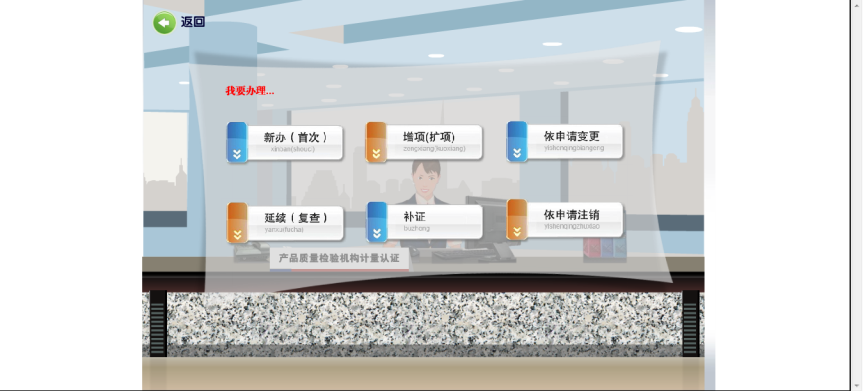 返回
我要办理...
新办（首次）
增项(扩项)
zengxiang(kuoxiang)
依申请变更
yishenqingbiangeng
延续（复查）
yanxu(fucha)
补证
buzheng
依申请注销
yishenqingzhuxiao
产品质量检验机构计量认证